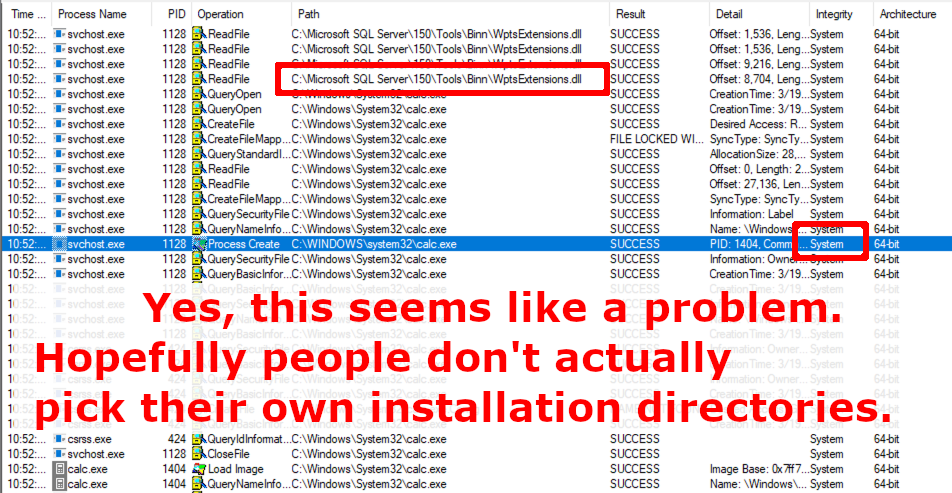 Time ... Process Name PID Operation Path Result Detail Integrity Architecture
10:52:... svchost.exe 1128 ReadFile C:\Microsoft SQL Server\150\Tools\Binn\WptsExtensions.dll SUCCESS Offset: 1,536, Leng... System 64-bit
10:52:... svchost.exe 1128 ReadFile C:\Microsoft SQL Server\150\Tools\Binn\WptsExtensions.dll SUCCESS Offset: 1,536, Leng... System 64-bit
10:52:... svchost.exe 1128 ReadFile C:\Microsoft SQL Server\150\Tools\Binn\WptsExtensions.dll SUCCESS Offset: 9,216, Leng... System 64-bit
10:52:... svchost.exe 1128 ReadFile C:\Microsoft SQL Server\150\Tools\Binn\WptsExtensions.dll SUCCESS Offset: 8,704, Leng... System 64-bit
10:52:... svchost.exe 1128 QueryOpen C:\Windows\System32\calc.exe SUCCESS CreationTime: 3/19... System 64-bit
10:52:... svchost.exe 1128 QueryOpen C:\Windows\System32\calc.exe SUCCESS CreationTime: 3/19... System 64-bit
10:52:... svchost.exe 1128 CreateFile C:\Windows\System32\calc.exe SUCCESS Desired Access: R... System 64-bit
10:52:... svchost.exe 1128 CreateFileMapp... C:\Windows\System32\calc.exe FILE LOCKED WI... SyncType: SyncTy... System 64-bit
10:52:... svchost.exe 1128 QueryStandardI... C:\Windows\System32\calc.exe SUCCESS AllocationSize: 28,... System 64-bit
10:52:... svchost.exe 1128 ReadFile C:\Windows\System32\calc.exe SUCCESS Offset: 0, Length: 2... System 64-bit
10:52:... svchost.exe 1128 ReadFile C:\Windows\System32\calc.exe SUCCESS Offset: 27,136, Len... System 64-bit
10:52:... svchost.exe 1128 CreateFileMapp... C:\Windows\System32\calc.exe SUCCESS SyncType: SyncTy... System 64-bit
10:52:... svchost.exe 1128 QuerySecurityFile C:\Windows\System32\calc.exe SUCCESS Information: Label System 64-bit
10:52:... svchost.exe 1128 QueryNameInfo... C:\Windows\System32\calc.exe SUCCESS Name: \Windows... System 64-bit
10:52:... svchost.exe 1128 Process Create C:\WINDOWS\system32\calc.exe SUCCESS PID: 1404, Comm... System 64-bit
10:52:... svchost.exe 1128 QuerySecurityFile C:\Windows\System32\calc.exe SUCCESS Information: Owner... System 64-bit
10:52:... svchost.exe 1128 QueryBasicInfor... C:\Windows\System32\calc.exe SUCCESS CreationTime: 3/19... System 64-bit
Yes, this seems like a problem.
Hopefully people don't actually
pick their own installation directories.
10:52:... csrss.exe 424 QueryIdInformat... C:\Windows\System32\calc.exe SUCCESS System 64-bit
10:52:... svchost.exe 1128 CloseFile C:\Windows\System32\calc.exe SUCCESS System 64-bit
10:52:... calc.exe 1404 Load Image C:\Windows\System32\calc.exe SUCCESS Image Base: 0x7ff7... System 64-bit
10:52:... calc.exe 1404 QueryNameInfo... C:\Windows\System32\calc.exe SUCCESS Name: \Windows\... System 64-bit